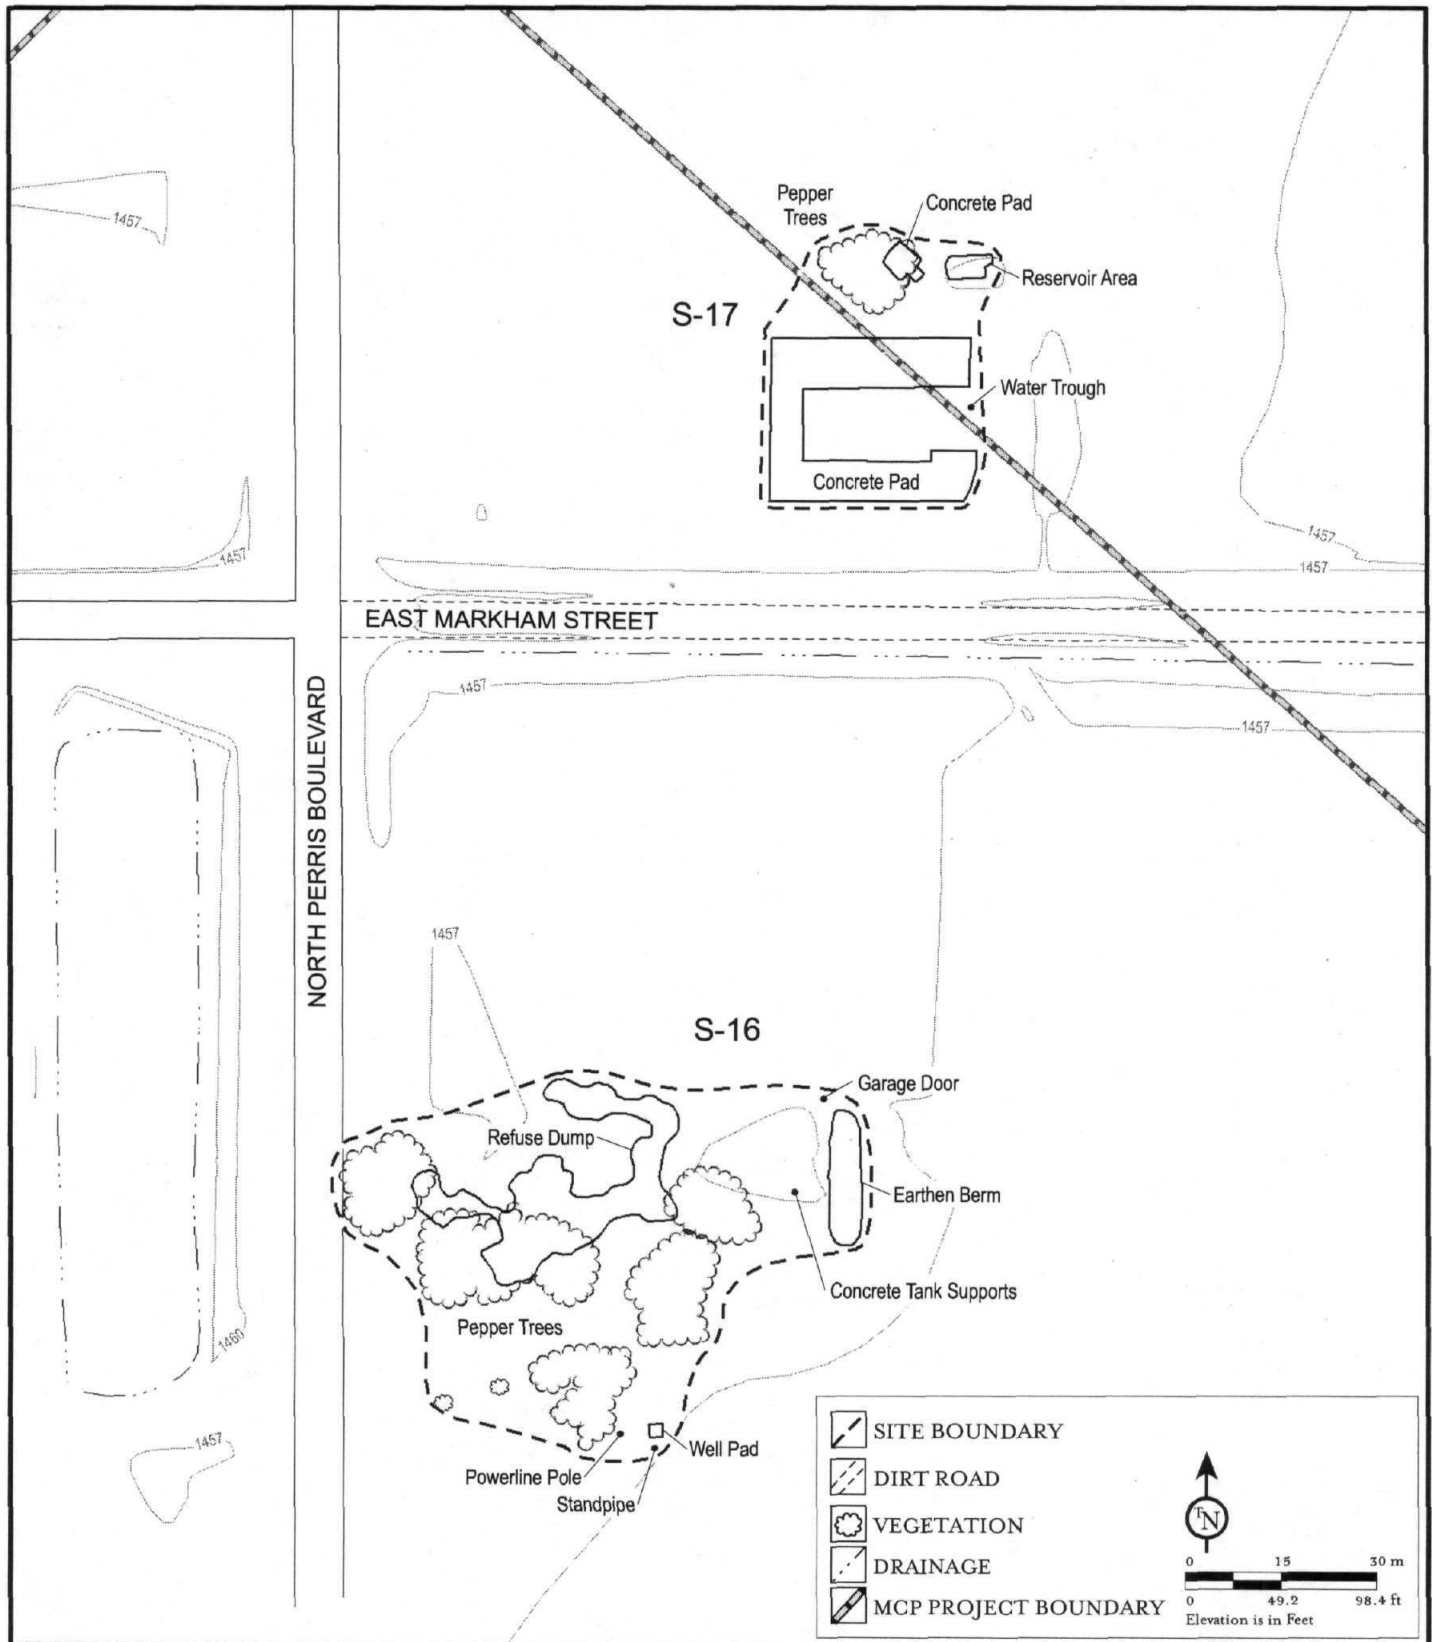 Pepper
Trees
Concrete Pad
1457
Reservoir Area
S-17
Water Trough
Concrete Pad
1457
1457
1457
EAST MARKHAM STREET
1457
1457
NORTH PERRIS BOULEVARD
1457
S-16
Garage Door
Refuse Dump
Earthen Berm
Concrete Tank Supports
Pepper Trees
1460
1457
Well Pad
Powerline Pole
Standpipe
SITE BOUNDARY
DIRT ROAD
VEGETATION
DRAINAGE
MCP PROJECT BOUNDARY
TN
0 15 30 m
0 49.2 98.4 ft
Elevation is in Feet